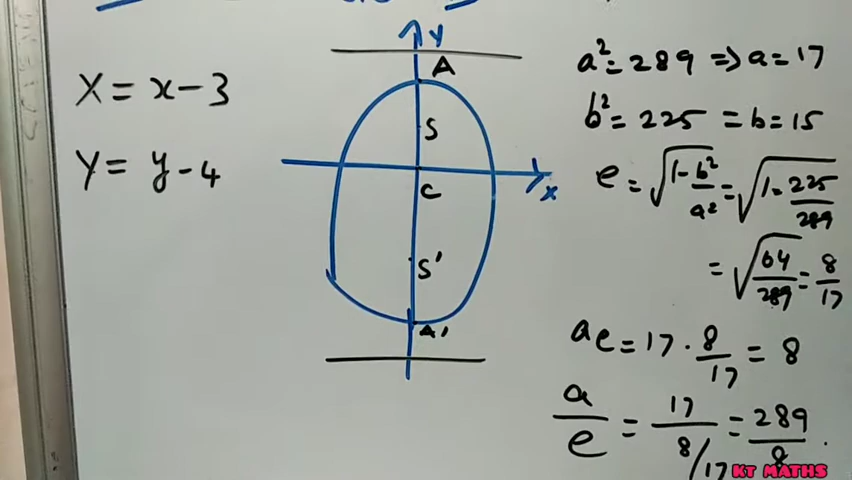 X = x - 3
Y = y - 4
Y
A
S
C
X
S'
A'
a² = 289 ⇒ a = 17
b² = 225 = b = 15
e = √(1 - b²/a²) = √(1 - 225/289)
= √(64/289) = 8/17
ae = 17 · 8/17 = 8
a/e = 17/(8/17) = 289/8 .
KT MATHS